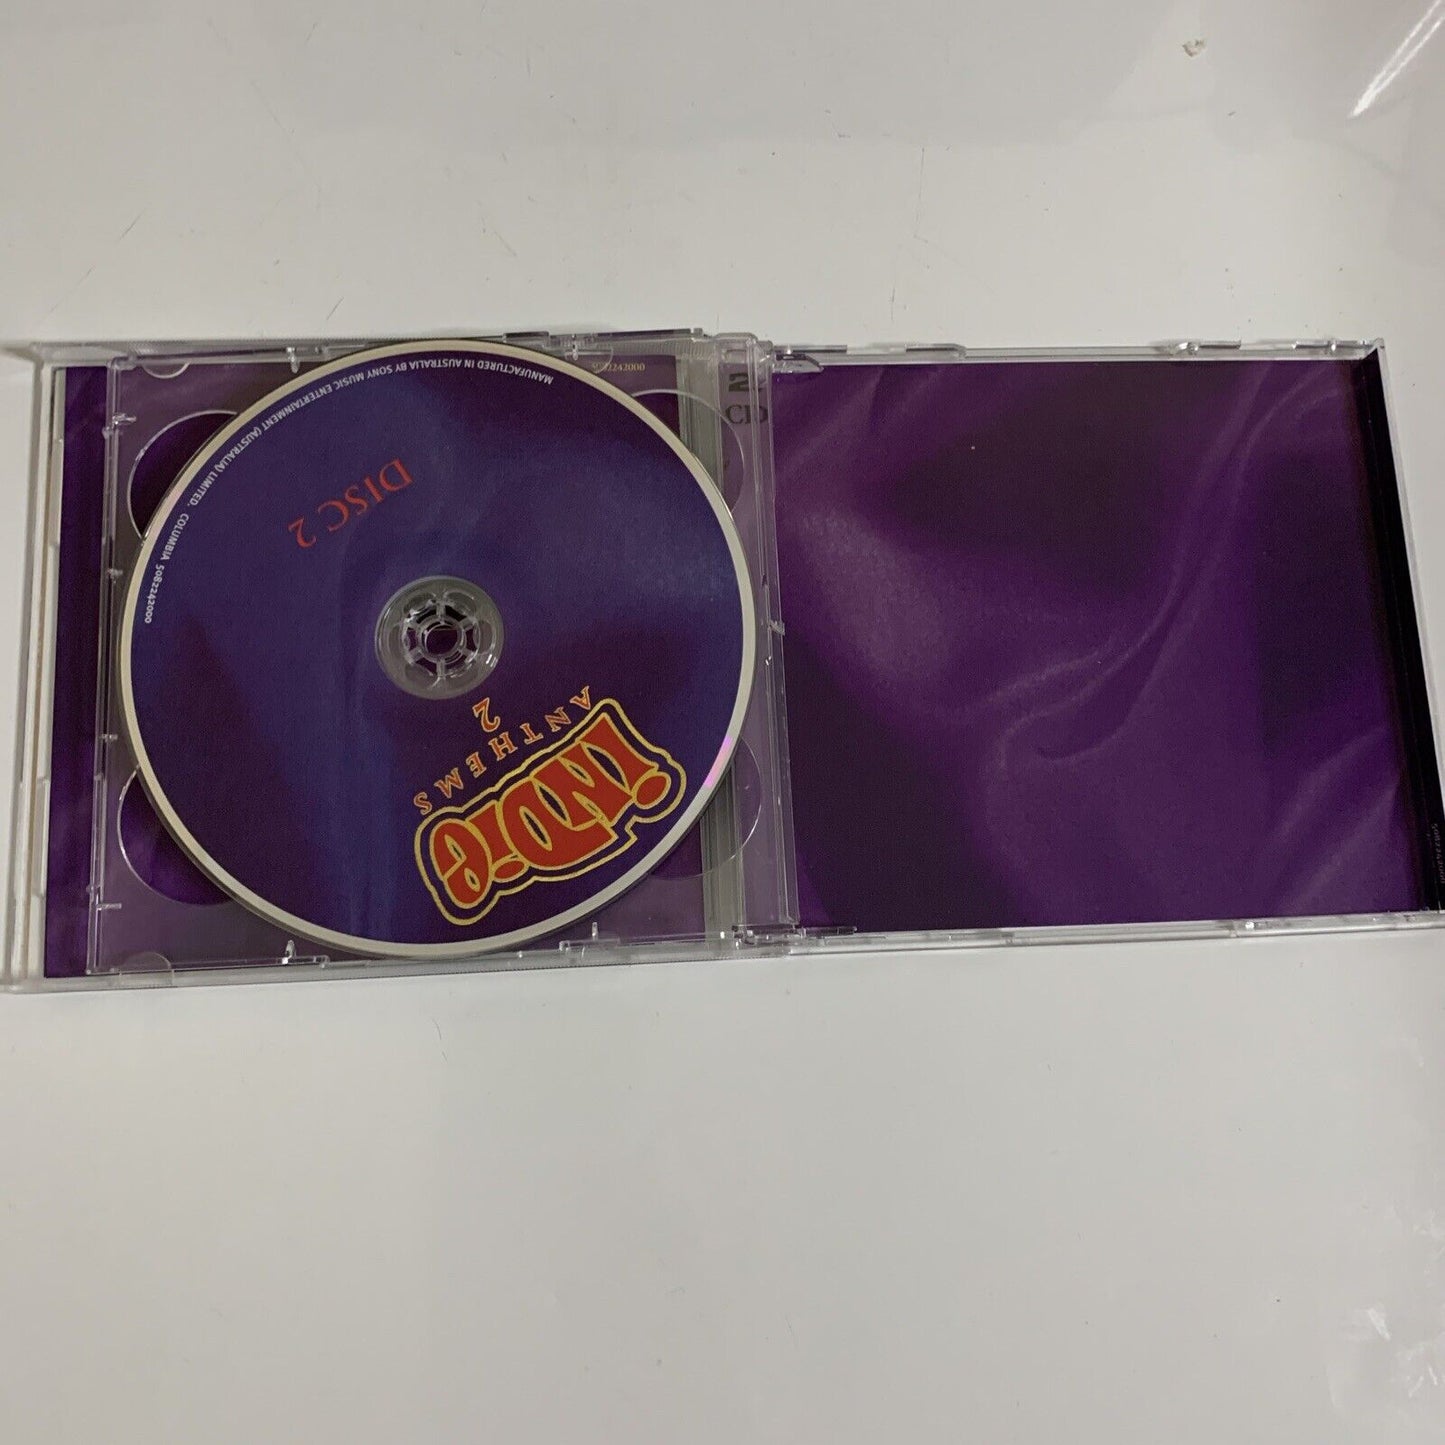 iNDiE
ANTHEMS
2
DISC 2
MANUFACTURED IN AUSTRALIA BY SONY MUSIC ENTERTAINMENT (AUSTRALIA) LIMITED. COLUMBIA 5082242000
2
CD